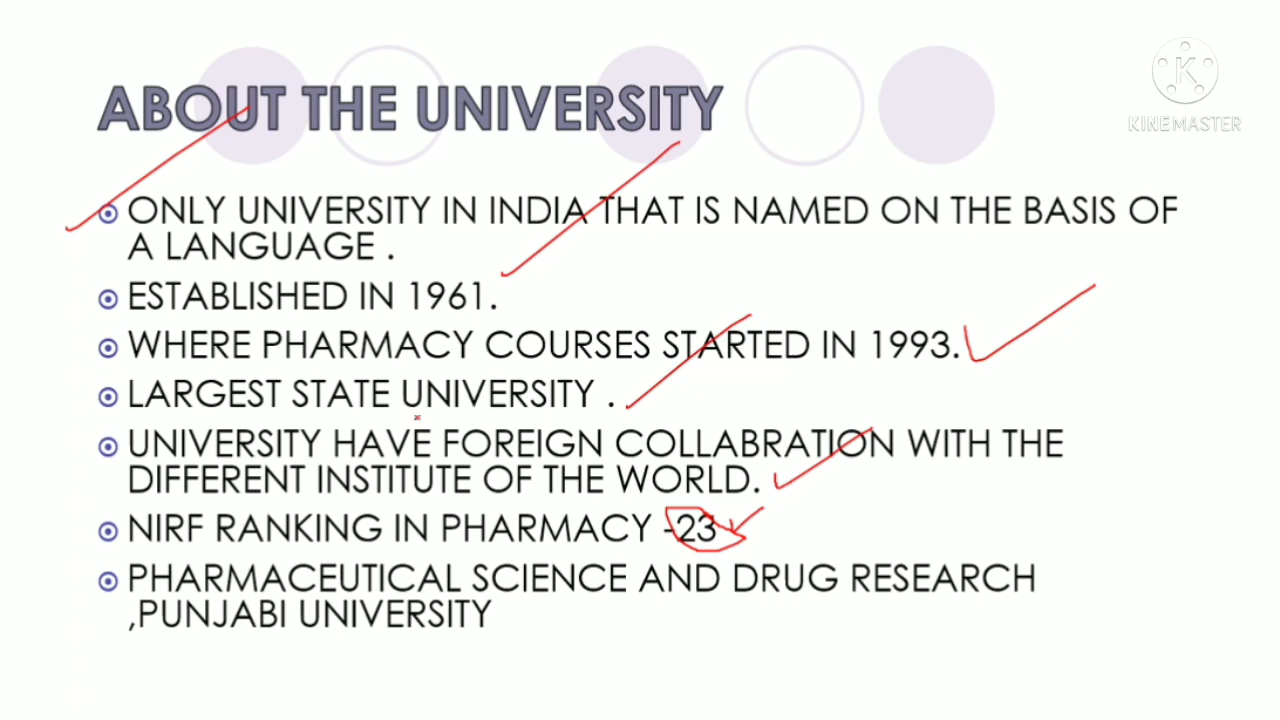 ABOUT THE UNIVERSITY
K
KINEMASTER
ONLY UNIVERSITY IN INDIA THAT IS NAMED ON THE BASIS OF
A LANGUAGE .
ESTABLISHED IN 1961.
WHERE PHARMACY COURSES STARTED IN 1993.
LARGEST STATE UNIVERSITY .
UNIVERSITY HAVE FOREIGN COLLABRATION WITH THE
DIFFERENT INSTITUTE OF THE WORLD.
NIRF RANKING IN PHARMACY -23
PHARMACEUTICAL SCIENCE AND DRUG RESEARCH
,PUNJABI UNIVERSITY